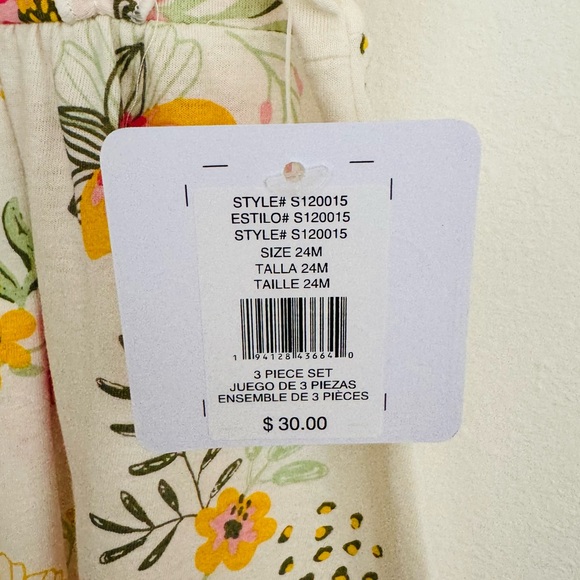 STYLE# S120015
ESTILO# S120015
STYLE# S120015
SIZE 24M
TALLA 24M
TAILLE 24M
1 94128 43664 0
3 PIECE SET
JUEGO DE 3 PIEZAS
ENSEMBLE DE 3 PIÈCES
$ 30.00